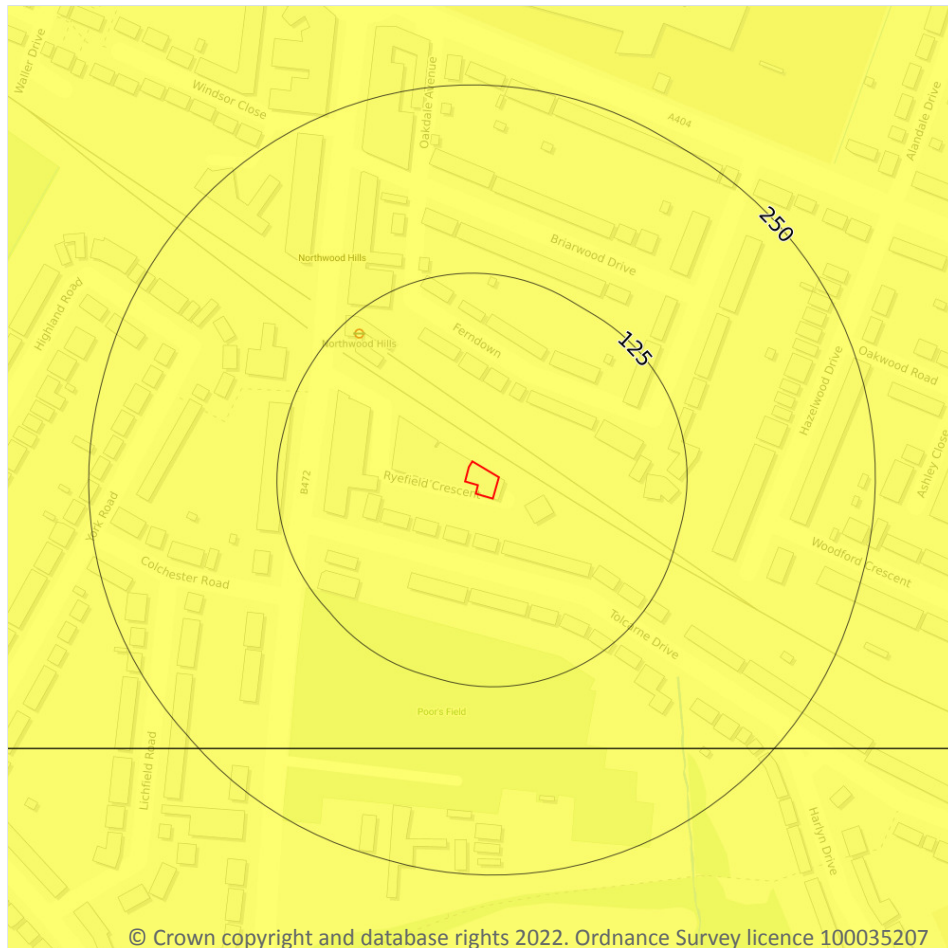 Waller Drive
Windsor Close
Oakdale Avenue
A404
Alandale Drive
250
Briarwood Drive
Northwood Hills
Highland Road
Northwood Hills
Ferndown
125
Oakwood Road
Hazelwood Drive
Ashley Close
B472
Ryefield Crescent
York Road
Colchester Road
Woodford Crescent
Tolcarne Drive
Poor's Field
Lichfield Road
Harlyn Drive
© Crown copyright and database rights 2022. Ordnance Survey licence 100035207